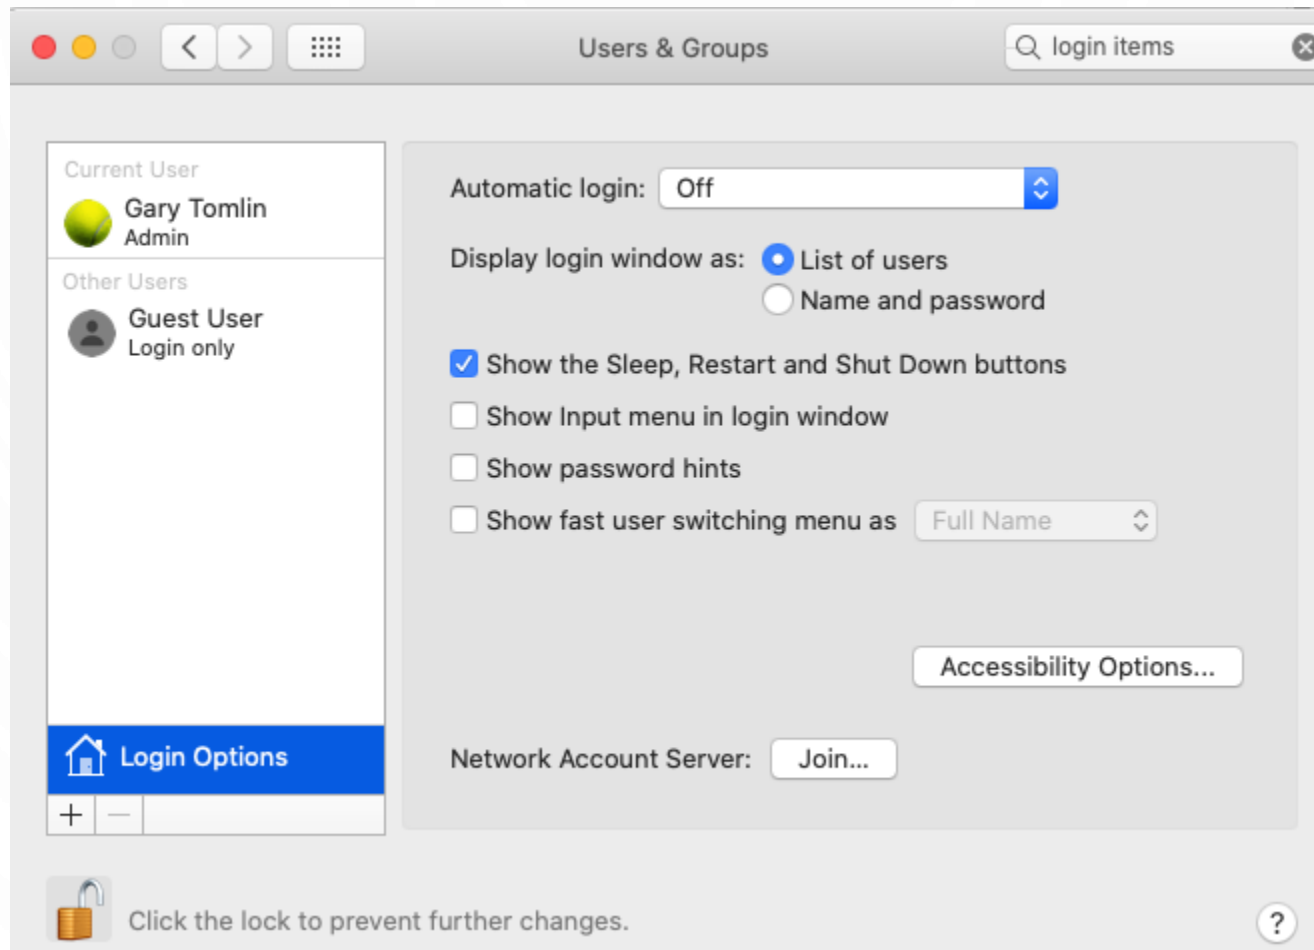 Users & Groups
login items
Current User
Gary Tomlin
Admin
Other Users
Guest User
Login only
Login Options
Automatic login: Off
Display login window as: List of users
Name and password
Show the Sleep, Restart and Shut Down buttons
Show Input menu in login window
Show password hints
Show fast user switching menu as Full Name
Accessibility Options...
Network Account Server: Join...
Click the lock to prevent further changes.
?